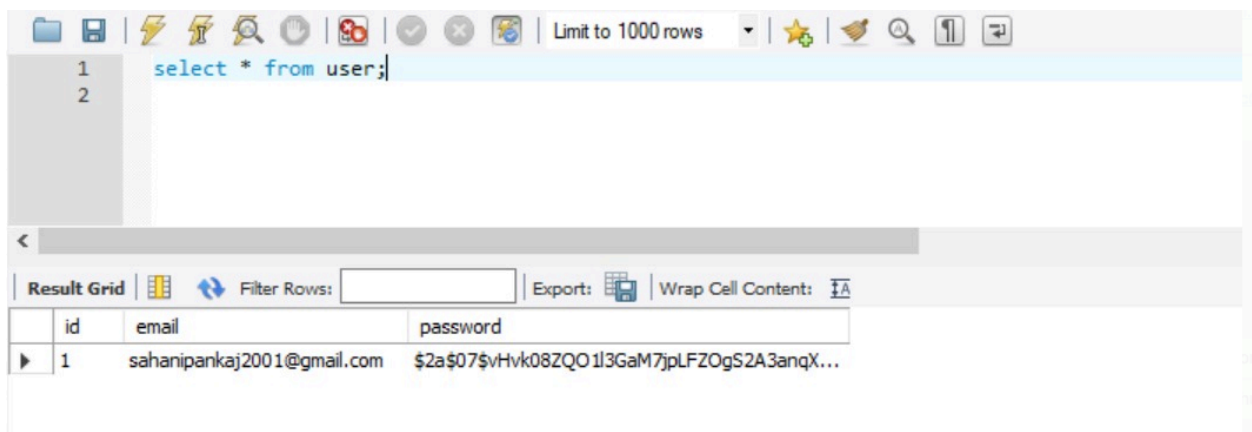 Limit to 1000 rows
1 select * from user;
2
Result Grid Filter Rows: Export: Wrap Cell Content: IA
id email password
1 sahanipankaj2001@gmail.com $2a$07$vHvk08ZQO1l3GaM7jpLFZOgS2A3anqX...